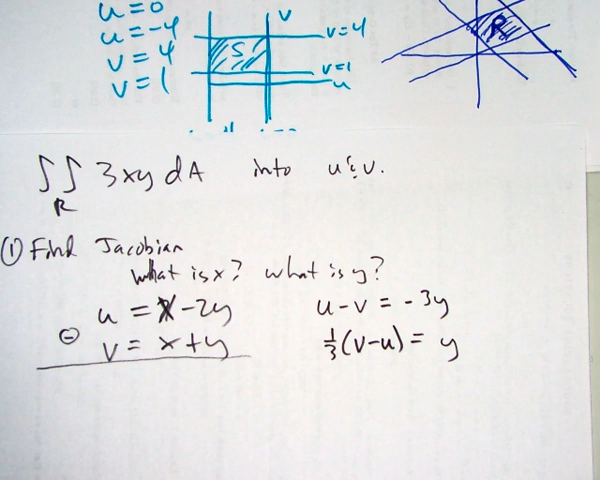 u = 0
u = -4
v = 4
v = 1
v
S
v=4
v=1
u
R
∫∫ 3xy dA into u & v.
R
① Find Jacobian
what is x? what is y?
u = x - 2y u - v = -3y
⊖ v = x + y ⅓(v-u) = y